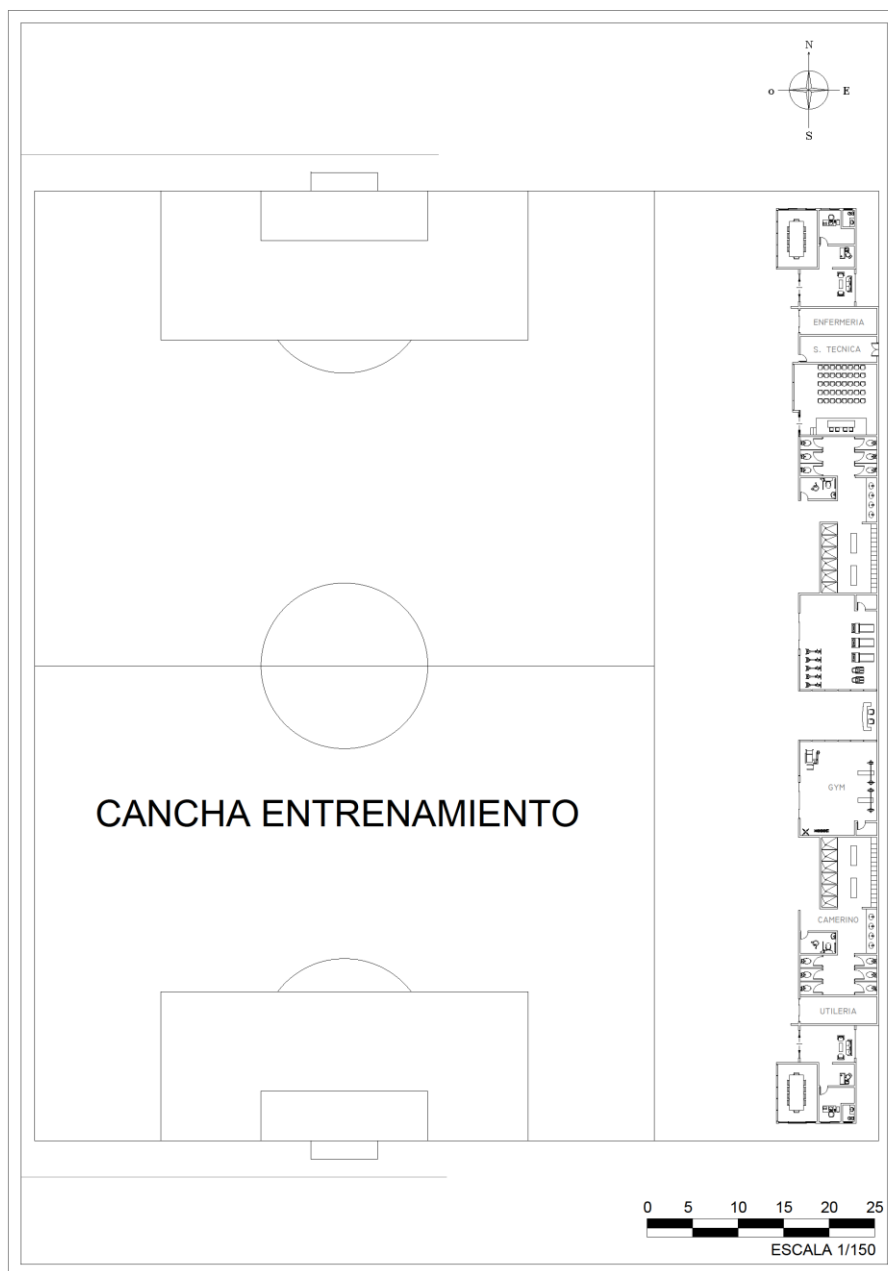 N
O E
S
ENFERMERIA
S. TECNICA
CANCHA ENTRENAMIENTO
GYM
CAMERINO
UTILERIA
0 5 10 15 20 25
ESCALA 1/150